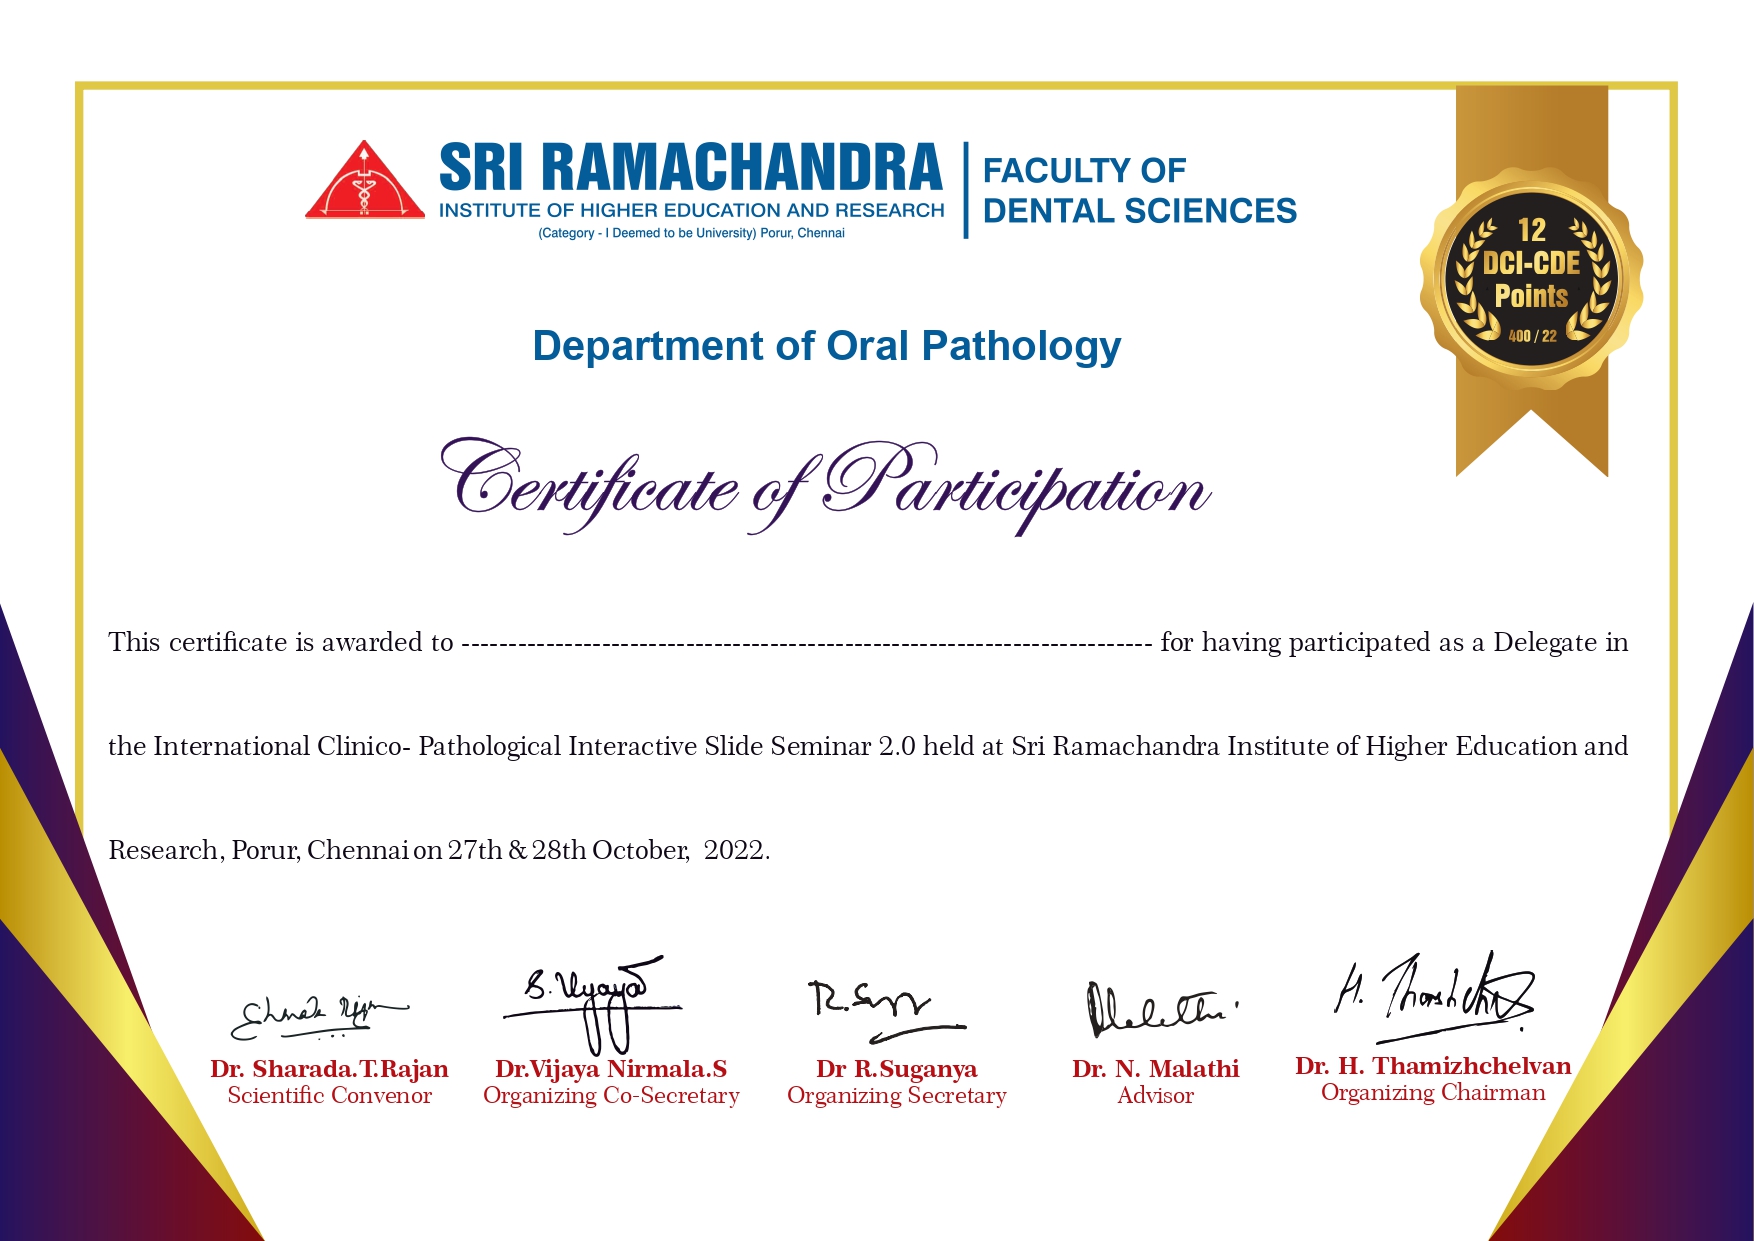 SRI RAMACHANDRA
INSTITUTE OF HIGHER EDUCATION AND RESEARCH
(Category - I Deemed to be University) Porur, Chennai
FACULTY OF
DENTAL SCIENCES
12
DCI-CDE
Points
400 / 22
Department of Oral Pathology
Certificate of Participation
This certificate is awarded to -------------------------------------------------------------------------- for having participated as a Delegate in
the International Clinico- Pathological Interactive Slide Seminar 2.0 held at Sri Ramachandra Institute of Higher Education and
Research, Porur, Chennai on 27th & 28th October, 2022.
Dr. Sharada.T.Rajan
Scientific Convenor
Dr.Vijaya Nirmala.S
Organizing Co-Secretary
Dr R.Suganya
Organizing Secretary
Dr. N. Malathi
Advisor
Dr. H. Thamizhchelvan
Organizing Chairman